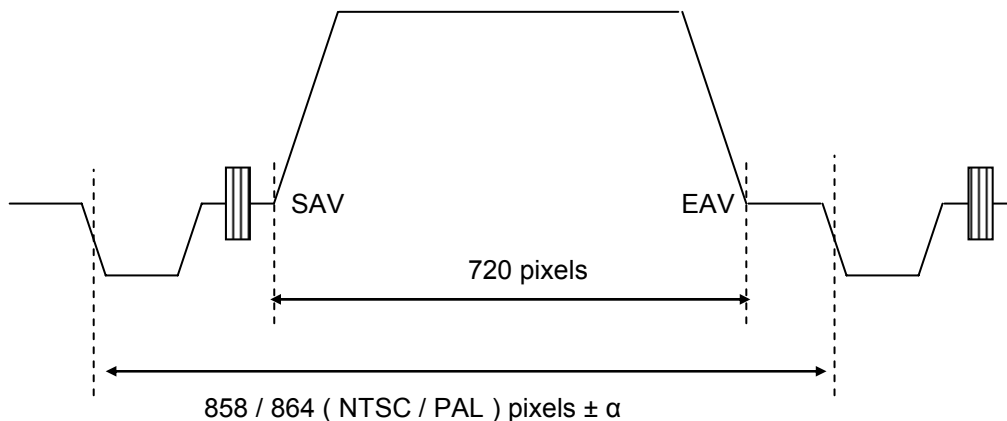 SAV
EAV
720 pixels
858 / 864 ( NTSC / PAL ) pixels ± α